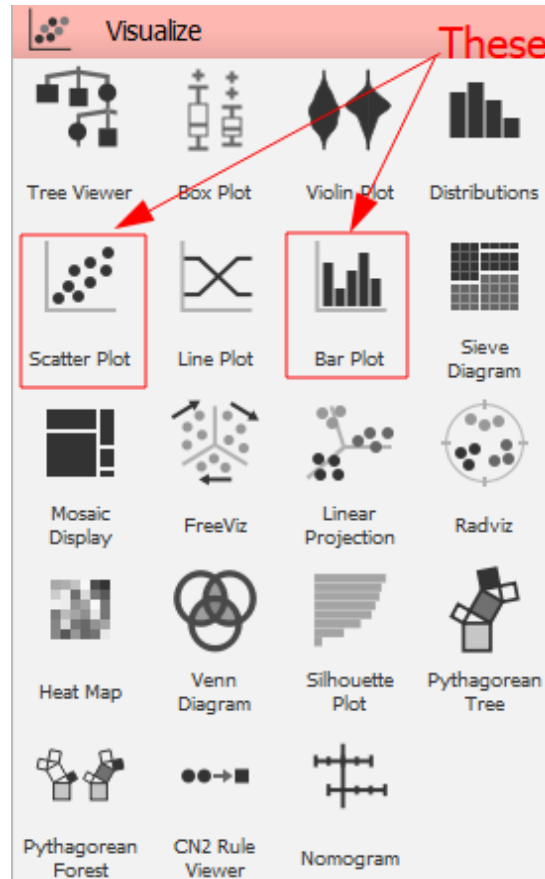 Visualize
These
Tree Viewer
Box Plot
Violin Plot
Distributions
Scatter Plot
Line Plot
Bar Plot
Sieve
Diagram
Mosaic
Display
FreeViz
Linear
Projection
Radviz
Heat Map
Venn
Diagram
Silhouette
Plot
Pythagorean
Tree
Pythagorean
Forest
CN2 Rule
Viewer
Nomogram